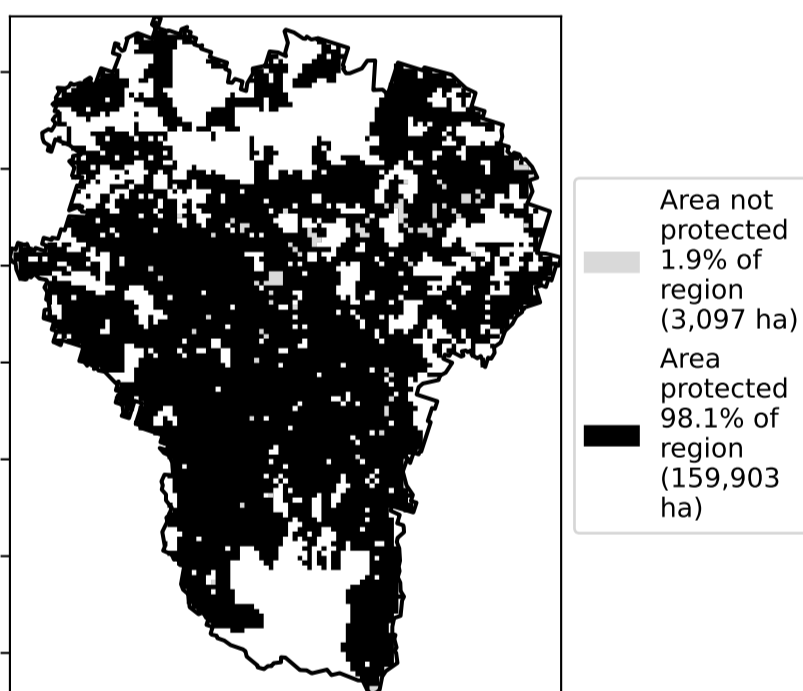 Area not
protected
1.9% of
region
(3,097 ha)
Area
protected
98.1% of
region
(159,903
ha)